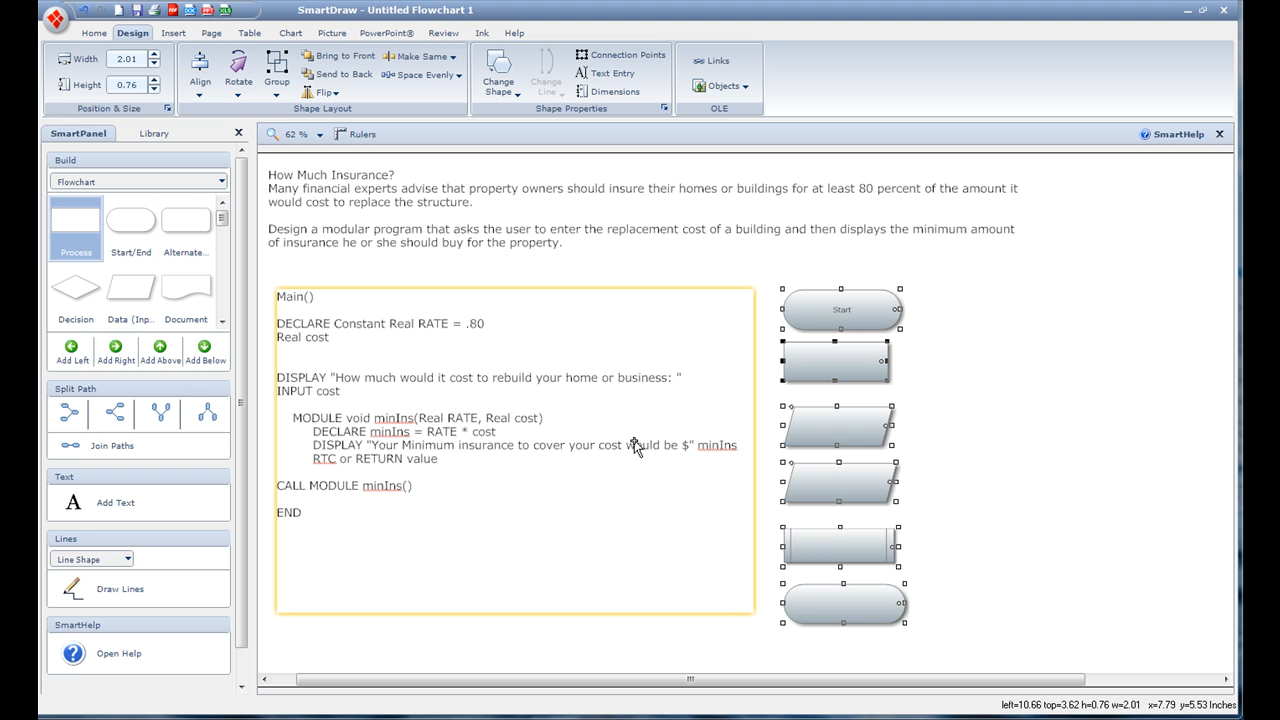 SmartDraw - Untitled Flowchart 1
Home Design Insert Page Table Chart Picture PowerPoint® Review Ink Help
Width 2.01
Height 0.76
Position & Size
Align
Rotate
Group
Bring to Front
Send to Back
Flip
Make Same
Space Evenly
Shape Layout
Change Shape
Change Line
Connection Points
Text Entry
Dimensions
Shape Properties
Links
Objects
OLE
SmartPanel Library
62 % Rulers
SmartHelp
Build
Flowchart
Process Start/End Alternate...
Decision Data (Inp... Document
Add Left Add Right Add Above Add Below
Split Path
Join Paths
Text
A Add Text
Lines
Line Shape
Draw Lines
SmartHelp
Open Help
How Much Insurance?
Many financial experts advise that property owners should insure their homes or buildings for at least 80 percent of the amount it
would cost to replace the structure.
Design a modular program that asks the user to enter the replacement cost of a building and then displays the minimum amount
of insurance he or she should buy for the property.
Main()
DECLARE Constant Real RATE = .80
Real cost
DISPLAY "How much would it cost to rebuild your home or business: "
INPUT cost
MODULE void minIns(Real RATE, Real cost)
DECLARE minIns = RATE * cost
DISPLAY "Your Minimum insurance to cover your cost would be $" minIns
RTC or RETURN value
CALL MODULE minIns()
END
Start
left=10.66 top=3.62 h=0.76 w=2.01 x=7.79 y=5.53 Inches